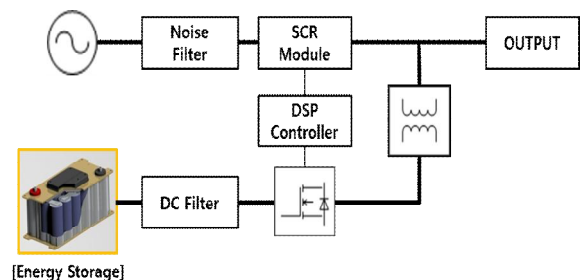 Noise
Filter
SCR
Module
OUTPUT
DSP
Controller
DC Filter
[Energy Storage]